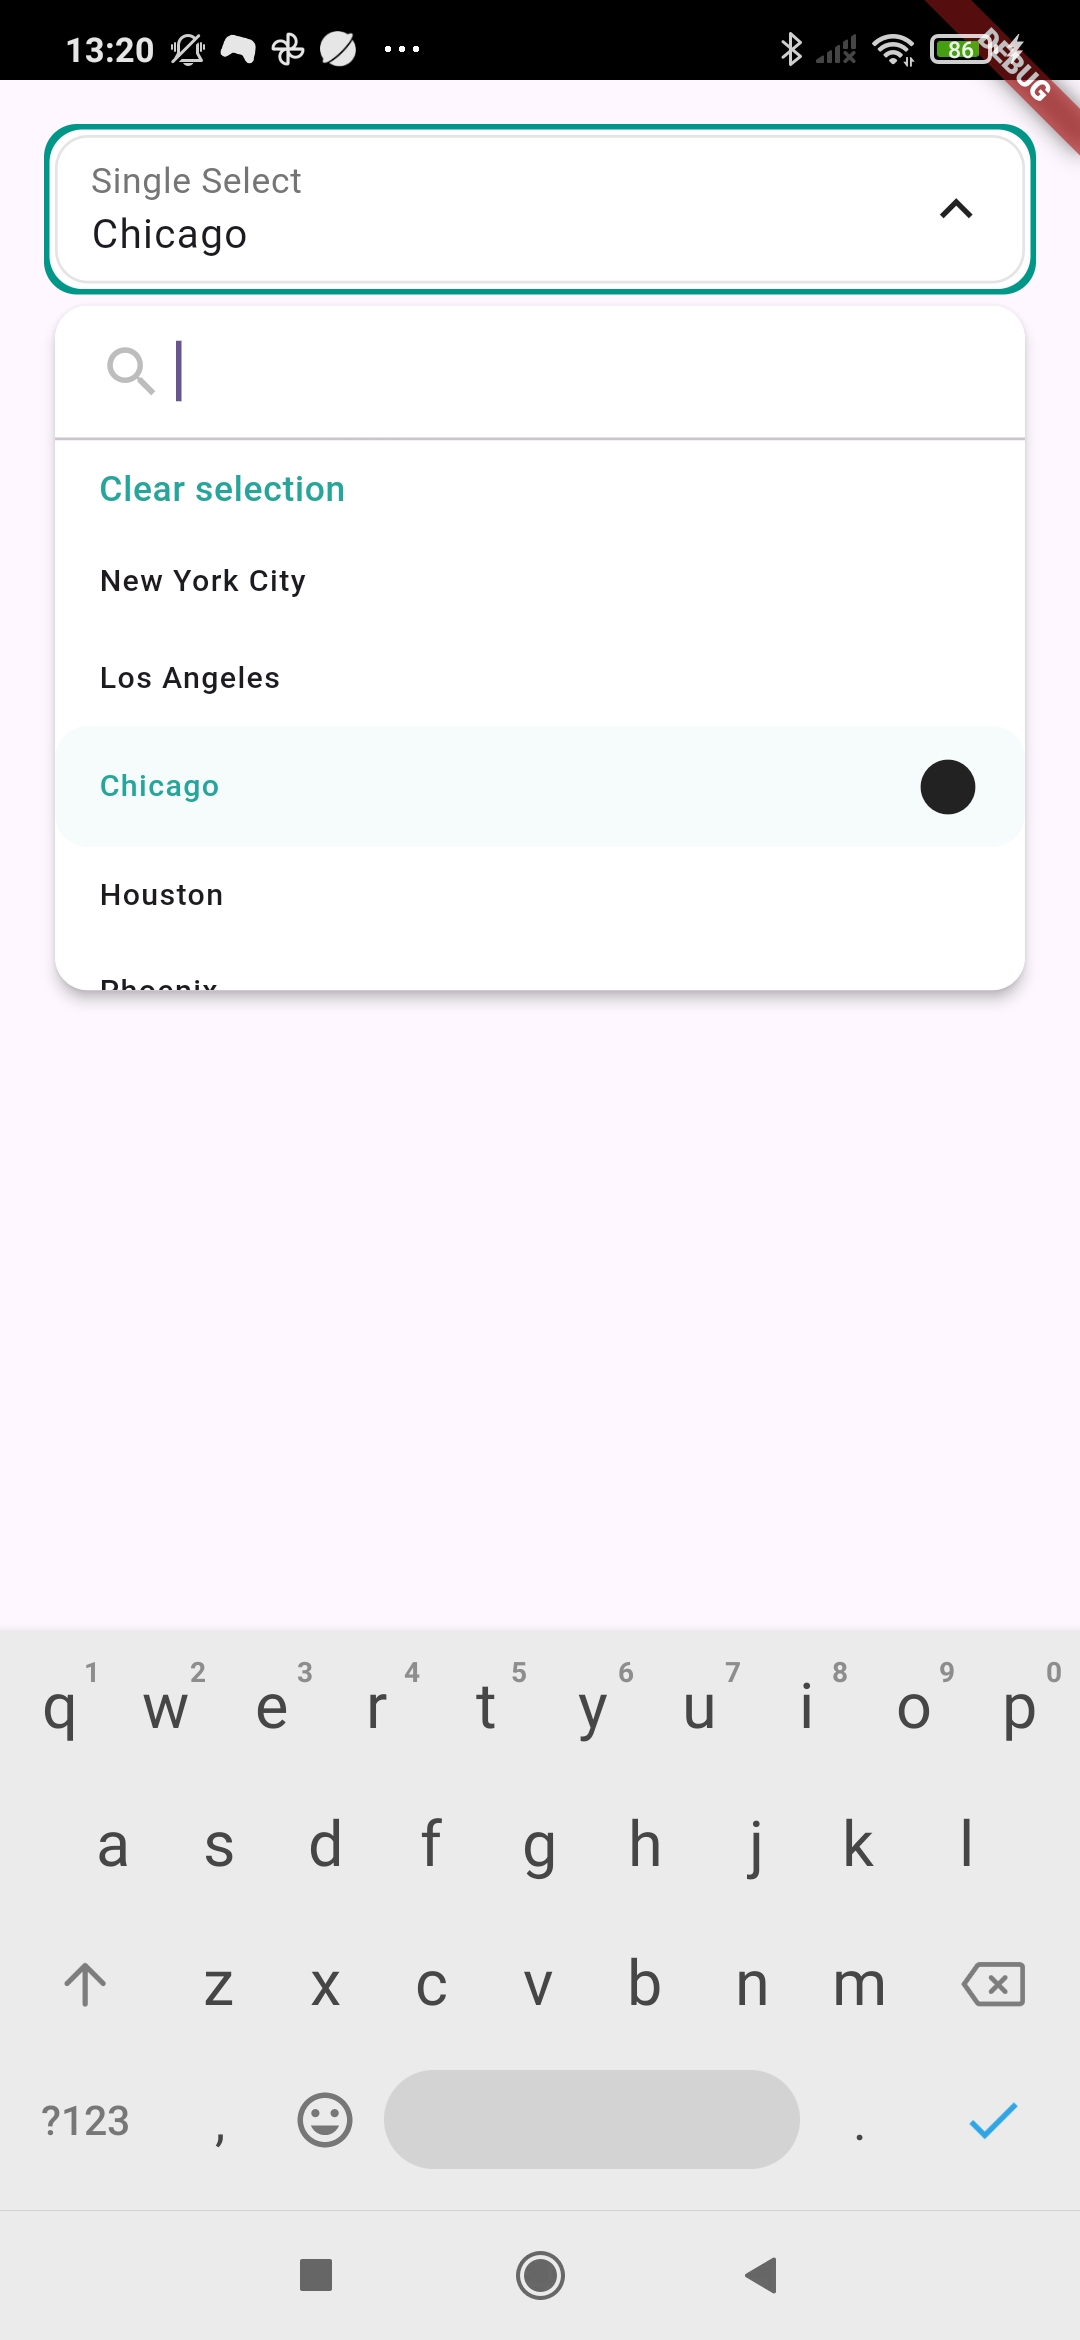 13:20
86
DEBUG
Single Select
Chicago
Clear selection
New York City
Los Angeles
Chicago
Houston
Phoenix
1 2 3 4 5 6 7 8 9 0
q w e r t y u i o p
a s d f g h j k l
z x c v b n m
?123 , .